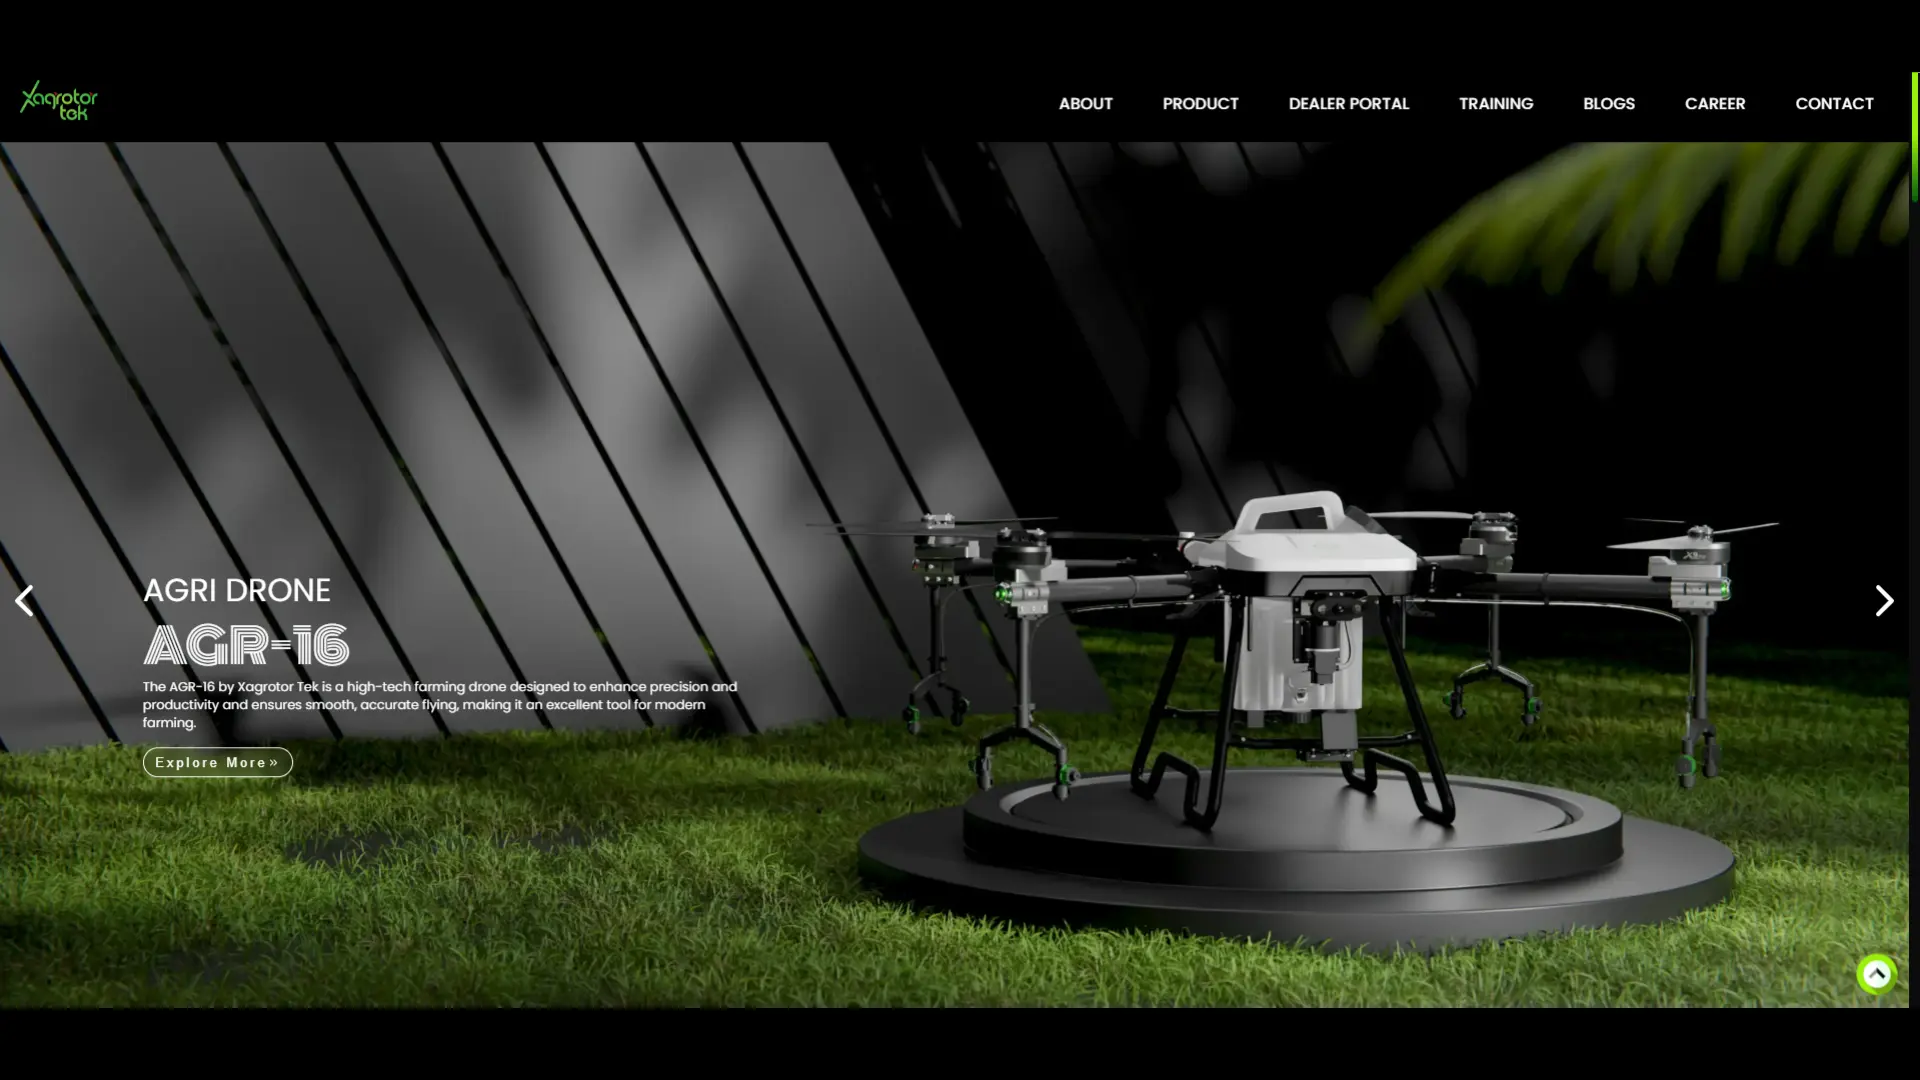 Xagrotor
tek
ABOUT PRODUCT DEALER PORTAL TRAINING BLOGS CAREER CONTACT
AGRI DRONE
AGR-16
The AGR-16 by Xagrotor Tek is a high-tech farming drone designed to enhance precision and
productivity and ensures smooth, accurate flying, making it an excellent tool for modern
farming.
Explore More»